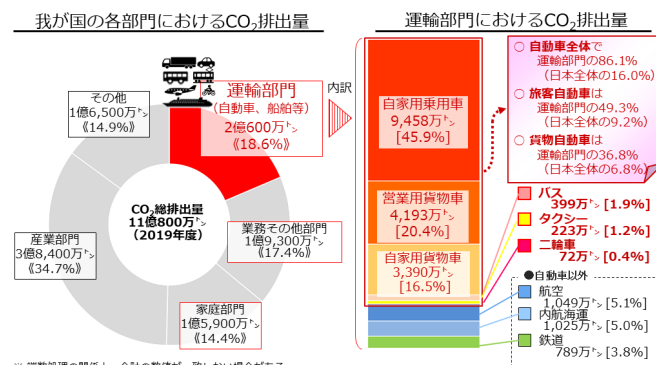 我が国の各部門におけるCO₂排出量
運輸部門
(自動車、船舶等)
2億600万㌧
《18.6%》
内訳
その他
1億6,500万㌧
《14.9%》
CO₂総排出量
11億800万㌧
(2019年度)
産業部門
3億8,400万㌧
《34.7%》
業務その他部門
1億9,300万㌧
《17.4%》
家庭部門
1億5,900万㌧
《14.4%》
運輸部門におけるCO₂排出量
自家用乗用車
9,458万㌧
[45.9%]
営業用貨物車
4,193万㌧
[20.4%]
自家用貨物車
3,390万㌧
[16.5%]
○ 自動車全体で
運輸部門の86.1%
(日本全体の16.0%)
○ 旅客自動車は
運輸部門の49.3%
(日本全体の9.2%)
○ 貨物自動車は
運輸部門の36.8%
(日本全体の6.8%)
バス
399万㌧ [1.9%]
タクシー
223万㌧ [1.2%]
二輪車
72万㌧ [0.4%]
●自動車以外
航空
1,049万㌧ [5.1%]
内航海運
1,025万㌧ [5.0%]
鉄道
789万㌧ [3.8%]